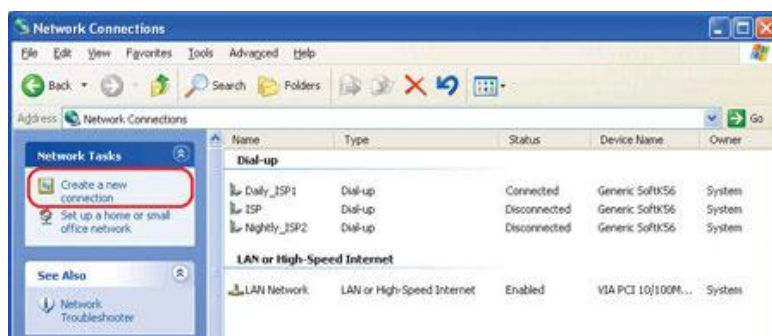 Network Connections
File Edit View Favorites Tools Advanced Help
Back Search Folders
Address Network Connections Go
Network Tasks
Create a new
connection
Set up a home or small
office network
See Also
Network
Troubleshooter
Name Type Status Device Name Owner
Dial-up
Daily_ISP1 Dial-up Connected Generic SoftK56 System
ISP Dial-up Disconnected Generic SoftK56 System
Nightly_ISP2 Dial-up Disconnected Generic SoftK56 System
LAN or High-Speed Internet
LAN Network LAN or High-Speed Internet Enabled VIA PCI 10/100M... System